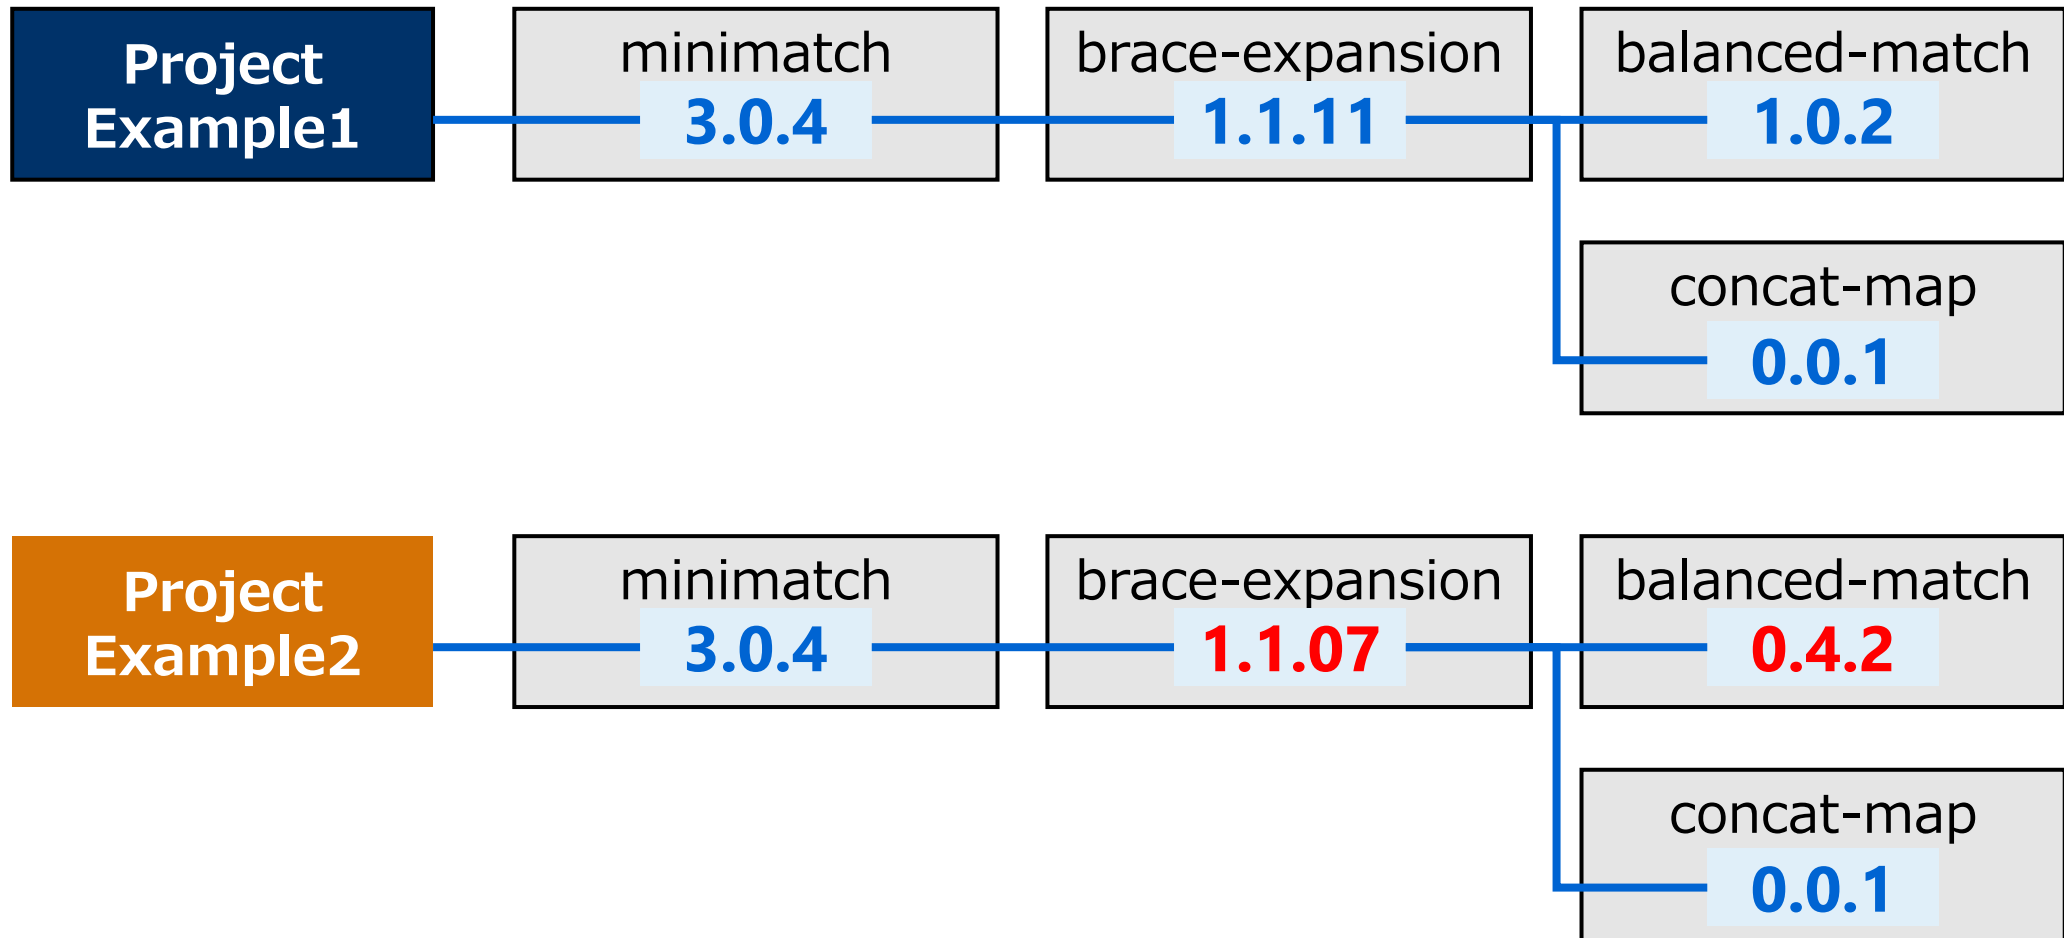 Project
Example1
minimatch
3.0.4
brace-expansion
1.1.11
balanced-match
1.0.2
concat-map
0.0.1
Project
Example2
minimatch
3.0.4
brace-expansion
1.1.07
balanced-match
0.4.2
concat-map
0.0.1